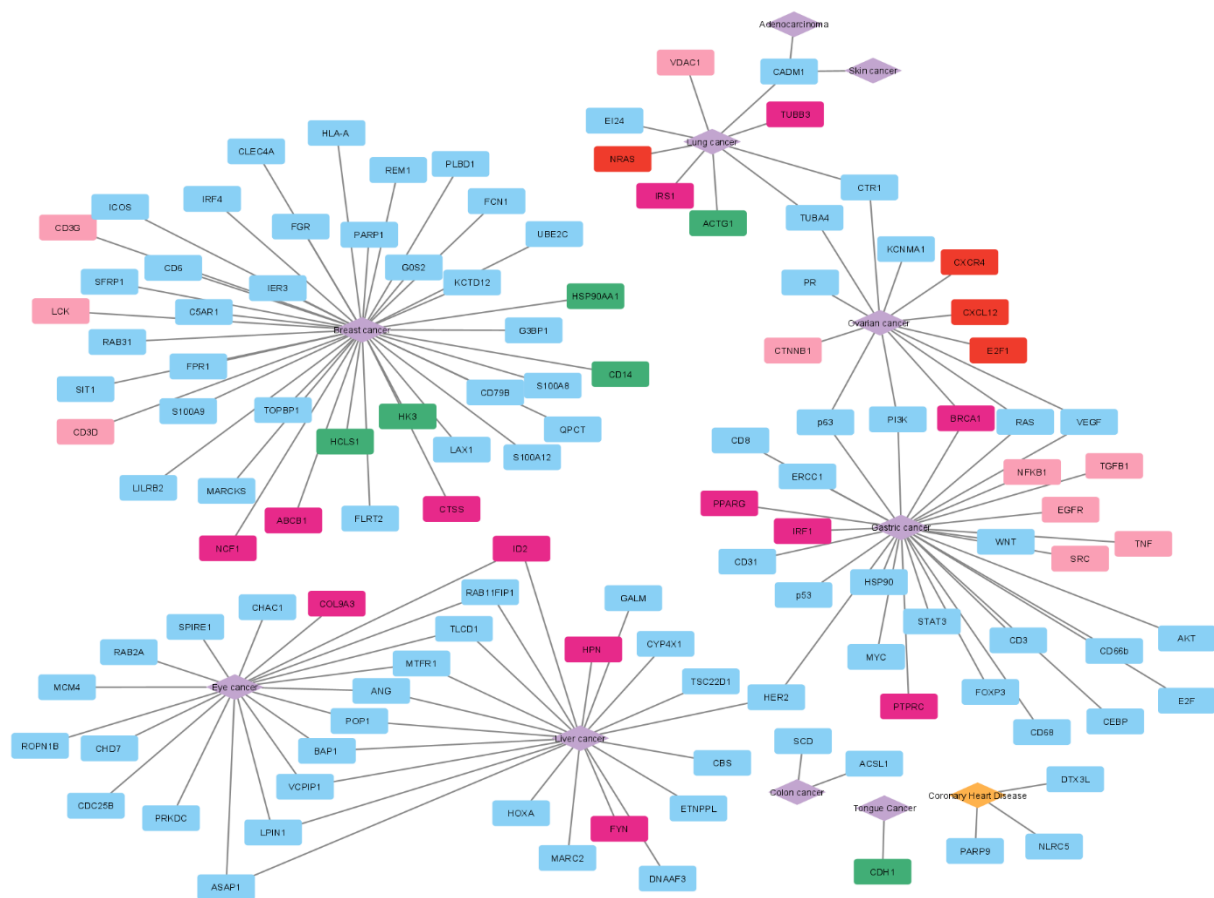 Adenocarcinoma
VDAC1
CADM1
Skin cancer
TUBB3
EI24
HLA-A
Lung cancer
CLEC4A
NRAS
PLBD1
REM1
IRS1
CTR1
IRF4
FCN1
ICOS
ACTG1
TUBA4
CD3G
FGR
PARP1
UBE2C
KCNMA1
CXCR4
CD6
G0S2
SFRP1
IER3
KCTD12
PR
HSP90AA1
LCK
C5AR1
CXCL12
Breast cancer
G3BP1
Ovarian cancer
RAB31
CTNNB1
E2F1
FPR1
CD14
SIT1
S100A8
CD79B
S100A9
TOPBP1
HK3
BRCA1
p63
PI3K
RAS
VEGF
CD3D
QPCT
HCLS1
LAX1
CD8
S100A12
NFKB1
TGFB1
ERCC1
LILRB2
MARCKS
PPARG
EGFR
CTSS
ABCB1
FLRT2
Gastric cancer
IRF1
WNT
TNF
NCF1
ID2
CD31
SRC
HSP90
RAB11FIP1
GALM
p53
CHAC1
COL9A3
SPIRE1
TLCD1
STAT3
CYP4X1
CD3
AKT
RAB2A
HPN
CD66b
MTFR1
MYC
TSC22D1
MCM4
Eye cancer
ANG
HER2
FOXP3
E2F
PTPRC
POP1
CEBP
ROPN1B
CHD7
BAP1
Liver cancer
CD68
SCD
CBS
ACSL1
VCPIP1
DTX3L
CDC25B
Colon cancer
Coronary Heart Disease
ETNPPL
Tongue Cancer
PRKDC
HOXA
LPIN1
FYN
NLRC5
PARP9
MARC2
CDH1
DNAAF3
ASAP1